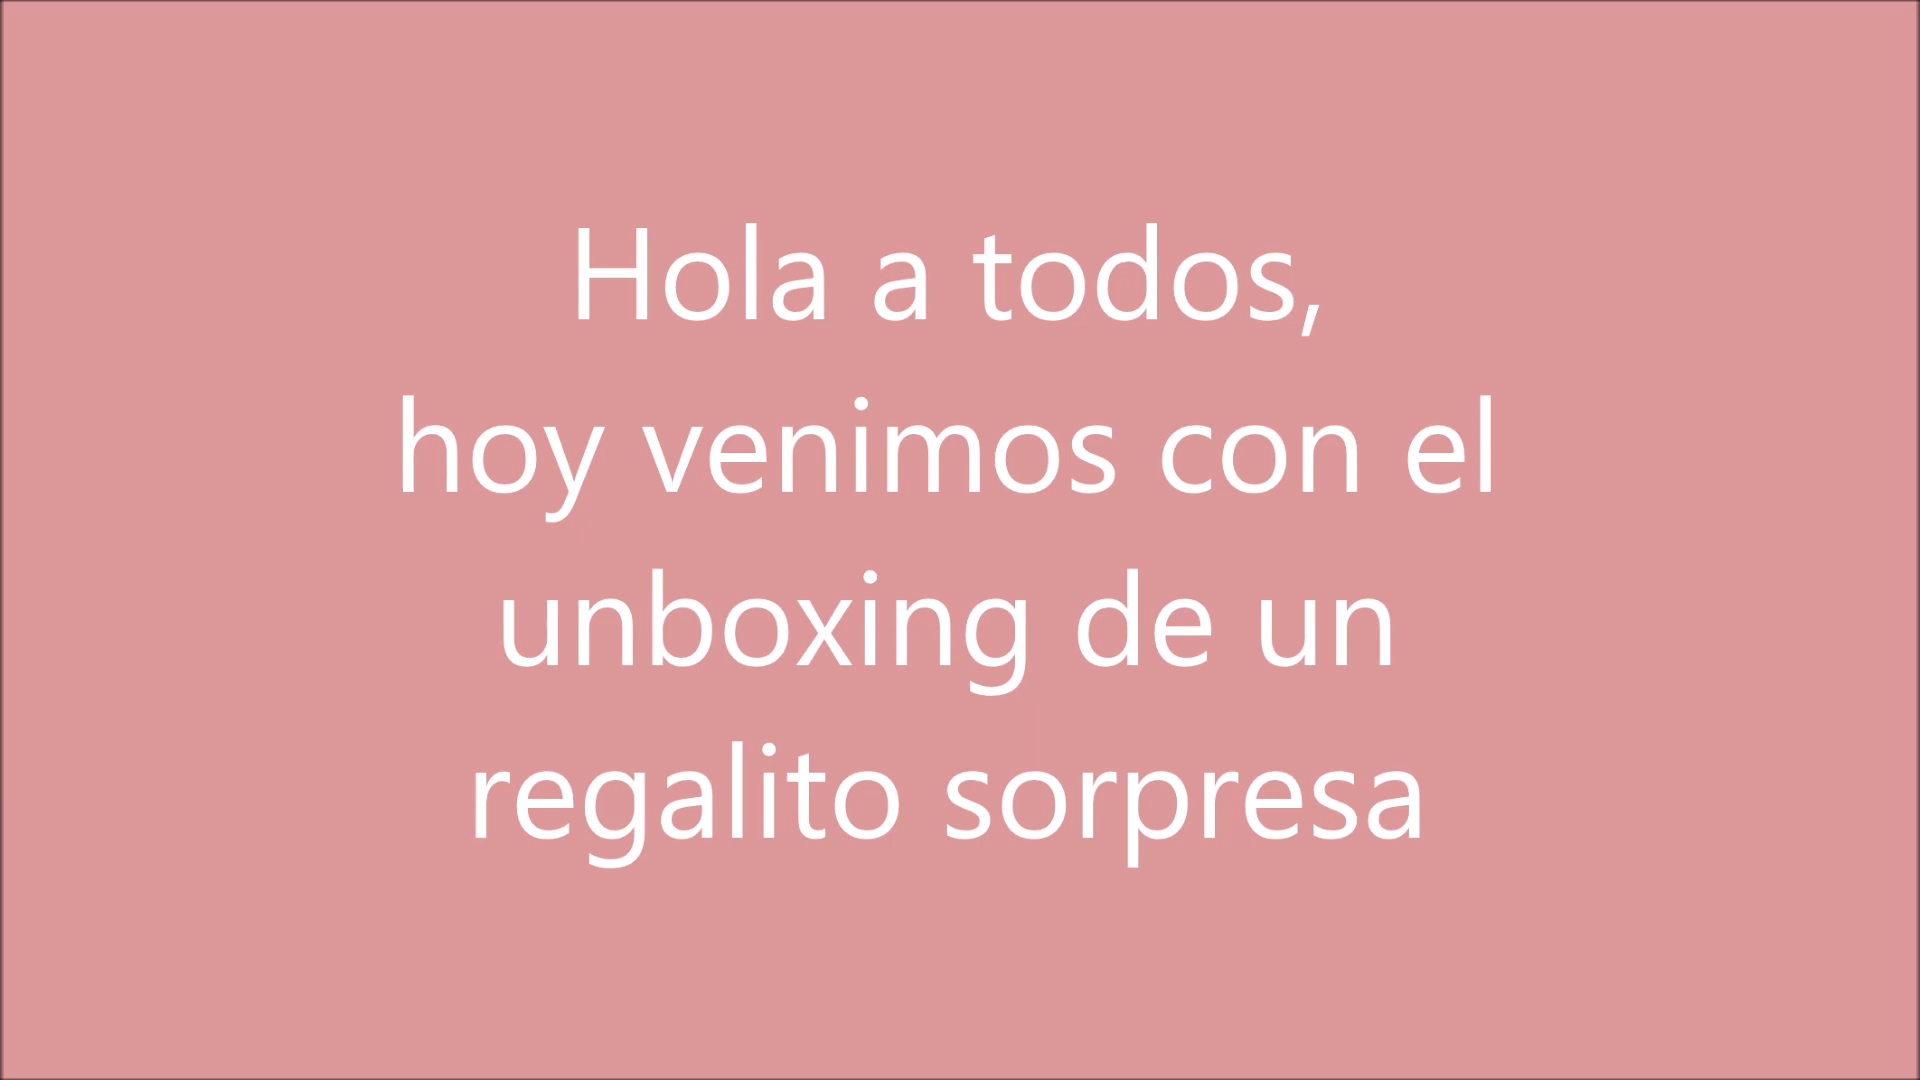 Hola a todos,
hoy venimos con el
unboxing de un
regalito sorpresa